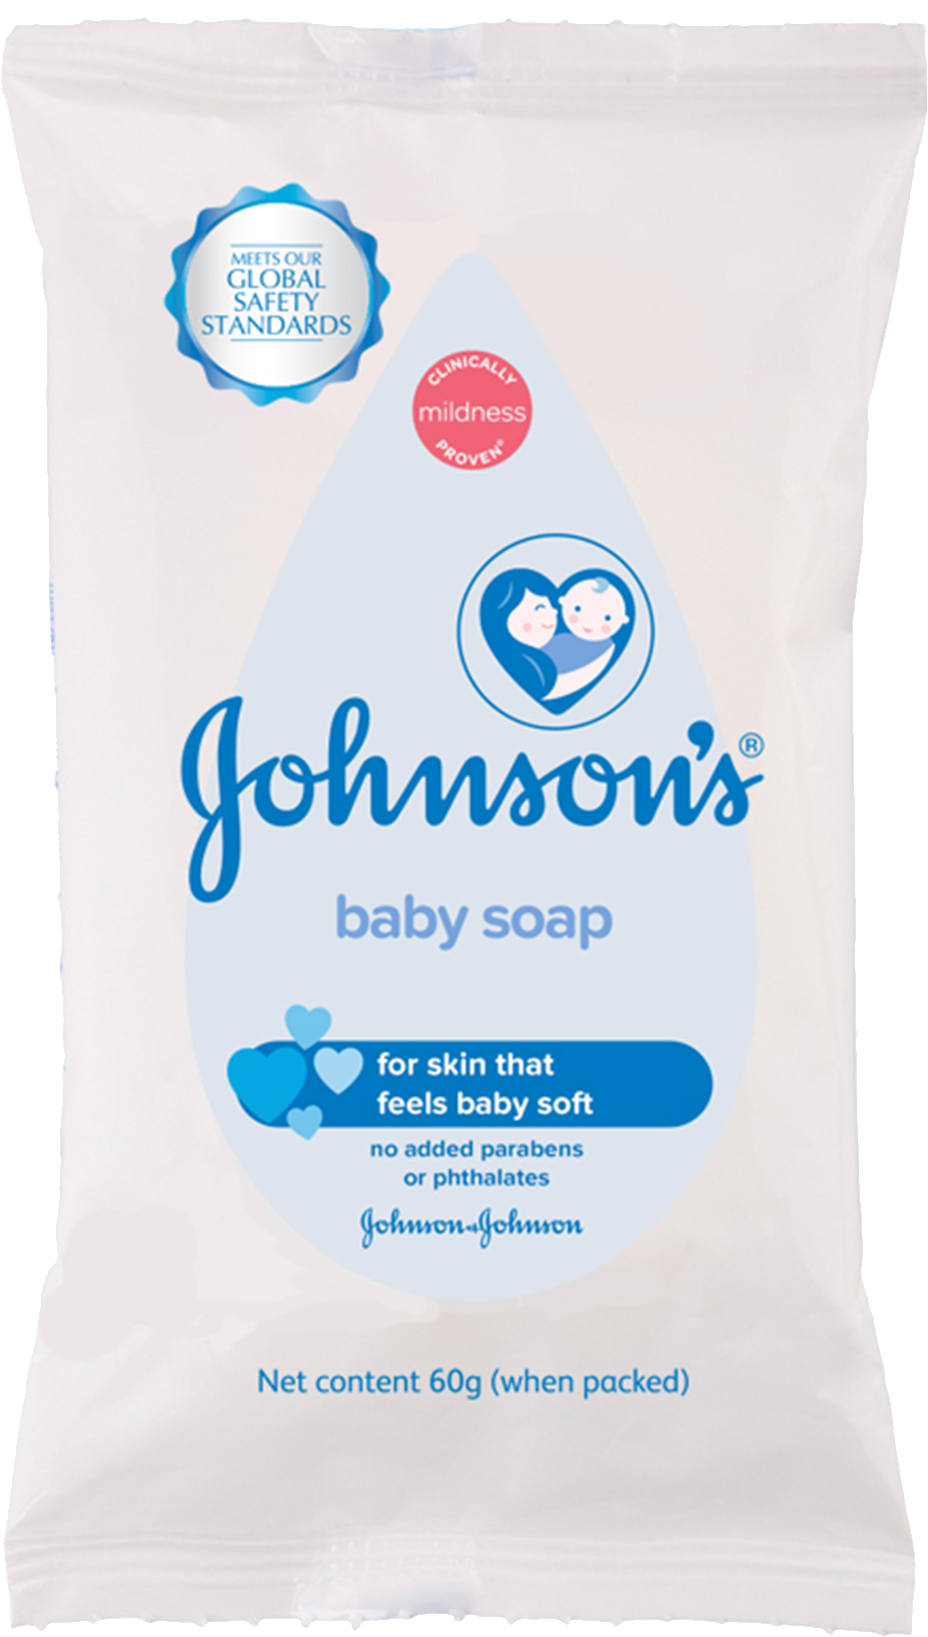 MEETS OUR
GLOBAL
SAFETY
STANDARDS
CLINICALLY
mildness
PROVEN®
Johnson's®
baby soap
for skin that
feels baby soft
no added parabens
or phthalates
Johnson & Johnson
Net content 60g (when packed)